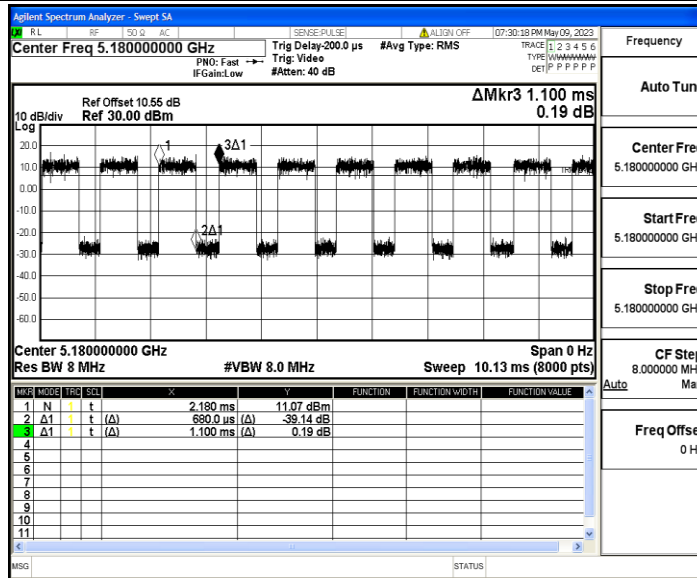 Agilent Spectrum Analyzer - Swept SA
RL RF 50 Ω AC SENSE:PULSE ALIGN OFF 07:30:18 PM May 09, 2023
Center Freq 5.180000000 GHz
PNO: Fast
IFGain:Low
Trig Delay-200.0 µs
Trig: Video
#Atten: 40 dB
#Avg Type: RMS
TRACE 1 2 3 4 5 6
TYPE
DET P P P P P P
ΔMkr3 1.100 ms
0.19 dB
Ref Offset 10.55 dB
10 dB/div Ref 30.00 dBm
Log
20.0
10.0
0.00
-10.0
-20.0
-30.0
-40.0
-50.0
-60.0
1
3Δ1
2Δ1
Center 5.180000000 GHz Span 0 Hz
Res BW 8 MHz #VBW 8.0 MHz Sweep 10.13 ms (8000 pts)
MKR MODE TRC SCL X Y FUNCTION FUNCTION WIDTH FUNCTION VALUE
1 N 1 t 2.180 ms 11.07 dBm
2 Δ1 1 t (Δ) 680.0 µs (Δ) -39.14 dB
3 Δ1 1 t (Δ) 1.100 ms (Δ) 0.19 dB
4
5
6
7
8
9
10
11
MSG STATUS
Frequency
Auto Tun
Center Fre
5.180000000 GH
Start Fre
5.180000000 GH
Stop Fre
5.180000000 GH
CF Step
8.000000 MH
Auto Ma
Freq Offse
0 H